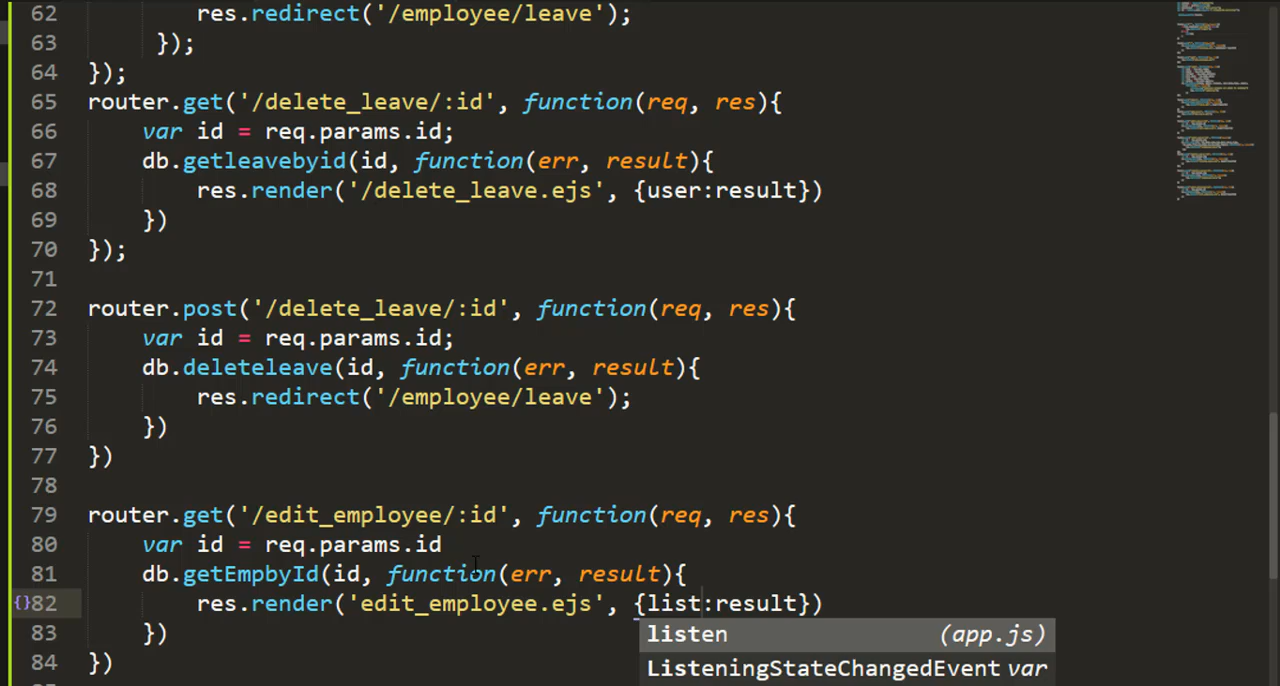 62 res.redirect('/employee/leave');
63 });
64 });
65 router.get('/delete_leave/:id', function(req, res){
66 var id = req.params.id;
67 db.getleavebyid(id, function(err, result){
68 res.render('/delete_leave.ejs', {user:result})
69 })
70 });
71
72 router.post('/delete_leave/:id', function(req, res){
73 var id = req.params.id;
74 db.deleteleave(id, function(err, result){
75 res.redirect('/employee/leave');
76 })
77 })
78
79 router.get('/edit_employee/:id', function(req, res){
80 var id = req.params.id
81 db.getEmpbyId(id, function(err, result){
{}82 res.render('edit_employee.ejs', {list:result})
83 })
listen (app.js)
84 })
ListeningStateChangedEvent var